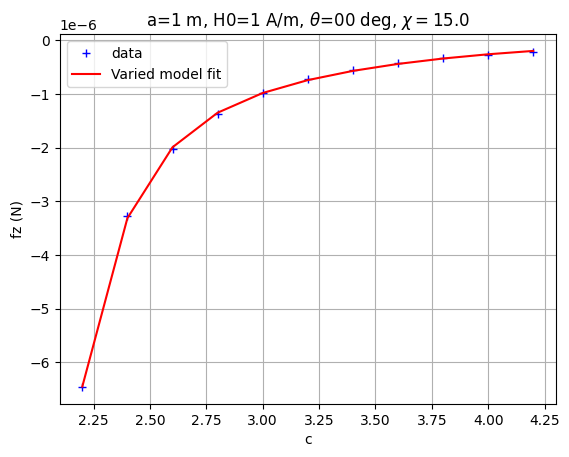 a=1 m, H0=1 A/m, θ=00 deg, χ = 15.0
1e−6
data
Varied model fit
0
−1
−2
−3
−4
−5
−6
fz (N)
2.25 2.50 2.75 3.00 3.25 3.50 3.75 4.00 4.25
c